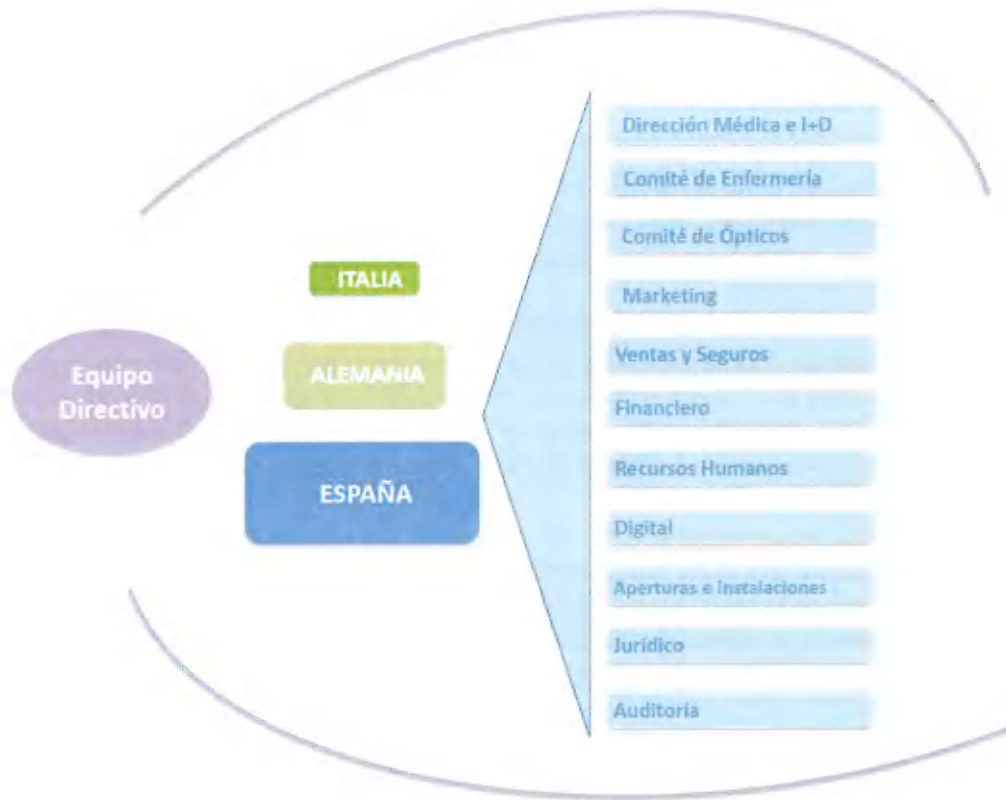 Equipo
Directivo
ITALIA
ALEMANIA
ESPAÑA
Dirección Médica e I+D
Comité de Enfermería
Comité de Ópticos
Marketing
Ventas y Seguros
Financiero
Recursos Humanos
Digital
Aperturas e Instalaciones
Jurídico
Auditoría